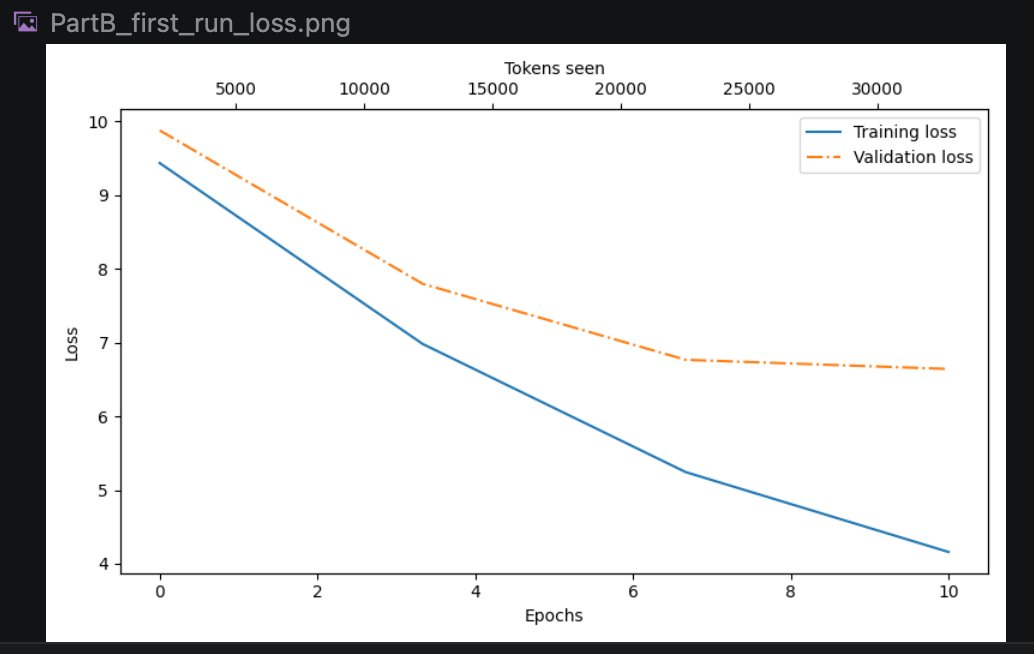 PartB_first_run_loss.png
Tokens seen
5000 10000 15000 20000 25000 30000
10
Training loss
Validation loss
9
8
7
Loss
6
5
4
0 2 4 6 8 10
Epochs